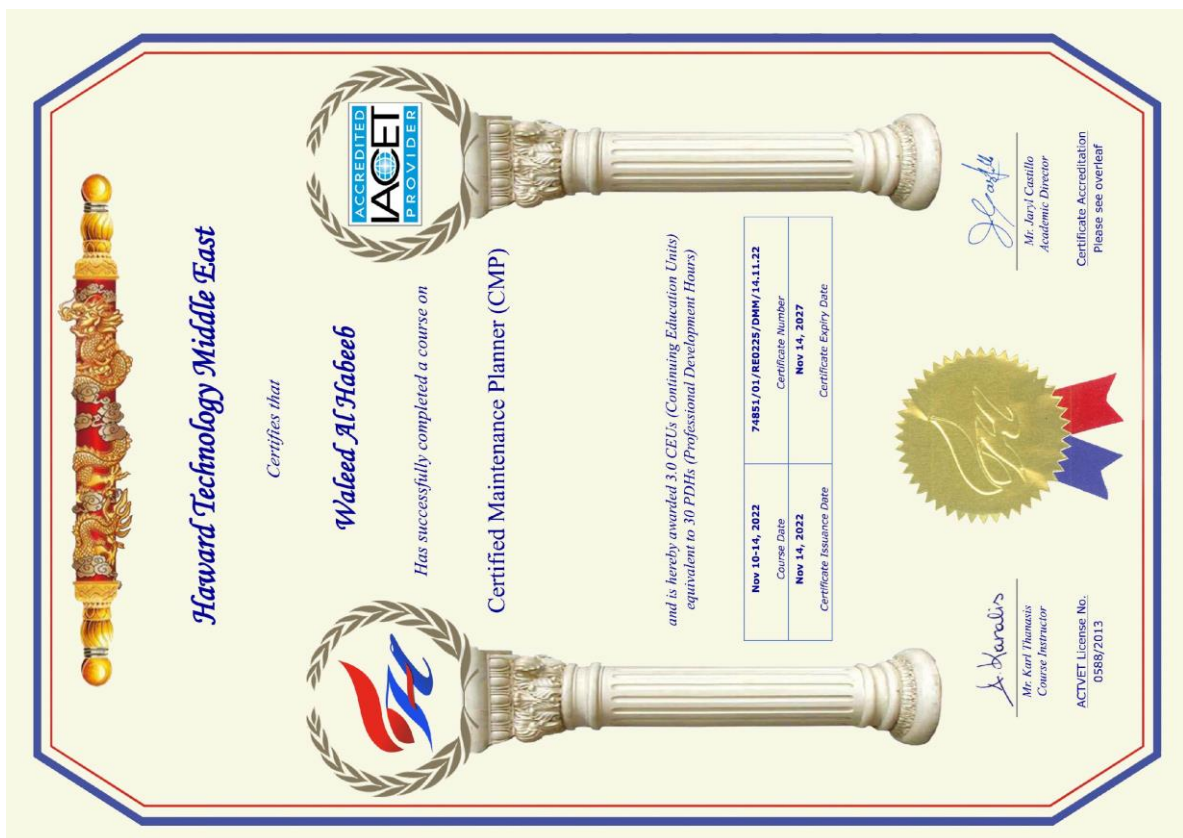 Haward Technology Middle East
Certifies that
ACCREDITED
IACET
PROVIDER
Waleed Al Habeeb
Has successfully completed a course on
Certified Maintenance Planner (CMP)
and is hereby awarded 3.0 CEUs (Continuing Education Units)
equivalent to 30 PDHs (Professional Development Hours)
Nov 10-14, 2022
74851/01/RE0225/DMM/14.11.22
Course Date
Certificate Number
Nov 14, 2022
Nov 14, 2027
Certificate Issuance Date
Certificate Expiry Date
Mr. Karl Thanasis
Course Instructor
Mr. Jaryl Castillo
Academic Director
ACTVET License No.
0588/2013
Certificate Accreditation
Please see overleaf